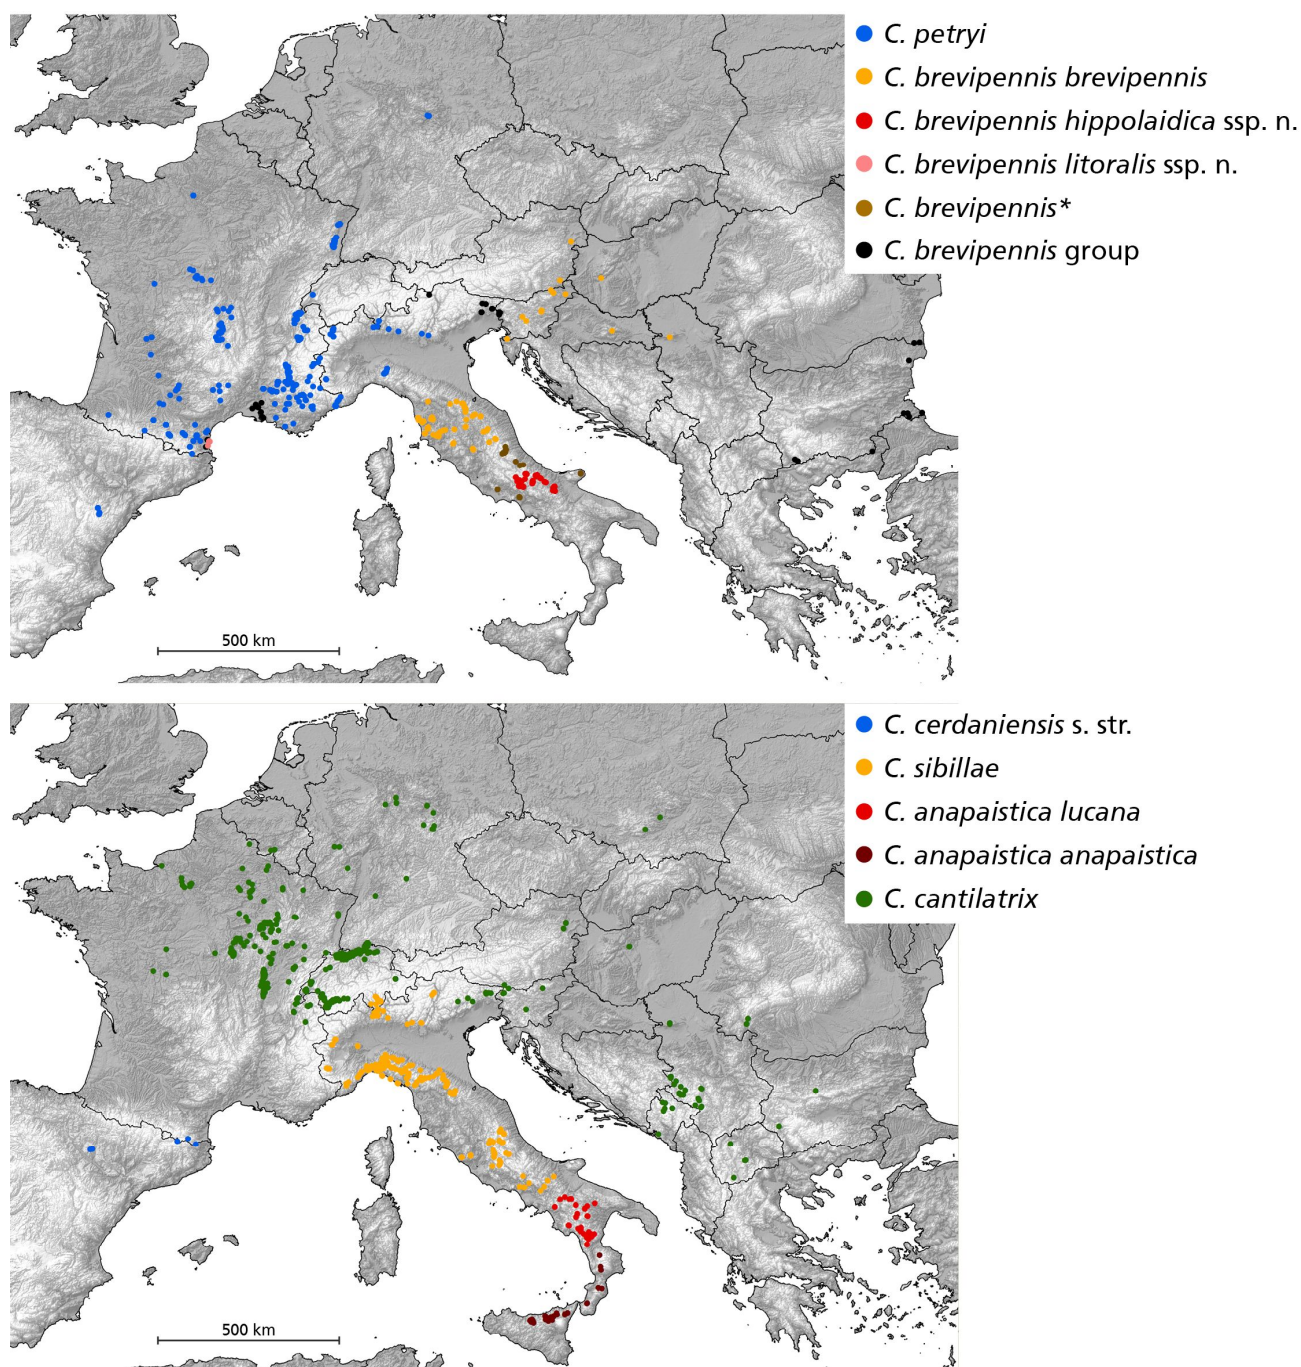 C. petryi
C. brevipennis brevipennis
C. brevipennis hippolaidica ssp. n.
C. brevipennis litoralis ssp. n.
C. brevipennis*
C. brevipennis group
500 km
C. cerdaniensis s. str.
C. sibillae
C. anapaistica lucana
C. anapaistica anapaistica
C. cantilatrix
500 km